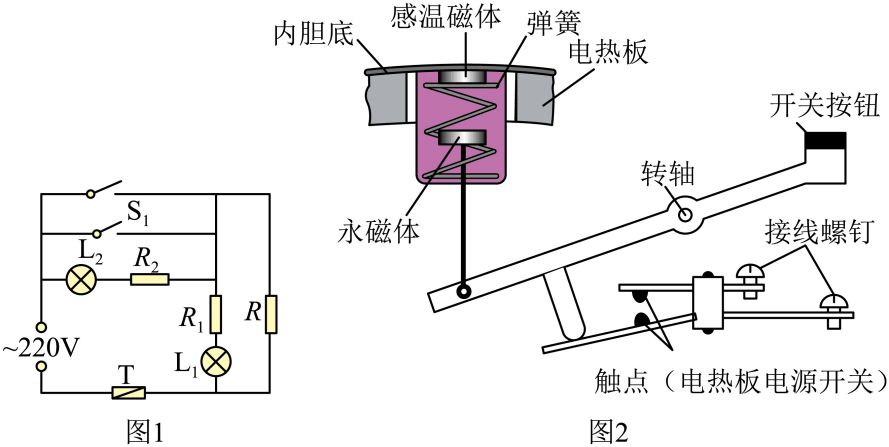 感温磁体
弹簧
内胆底
电热板
开关按钮
转轴
永磁体
接线螺钉
触点（电热板电源开关）
图2
S₁
L₂
R₂
R₁
R
~220V
L₁
T
图1